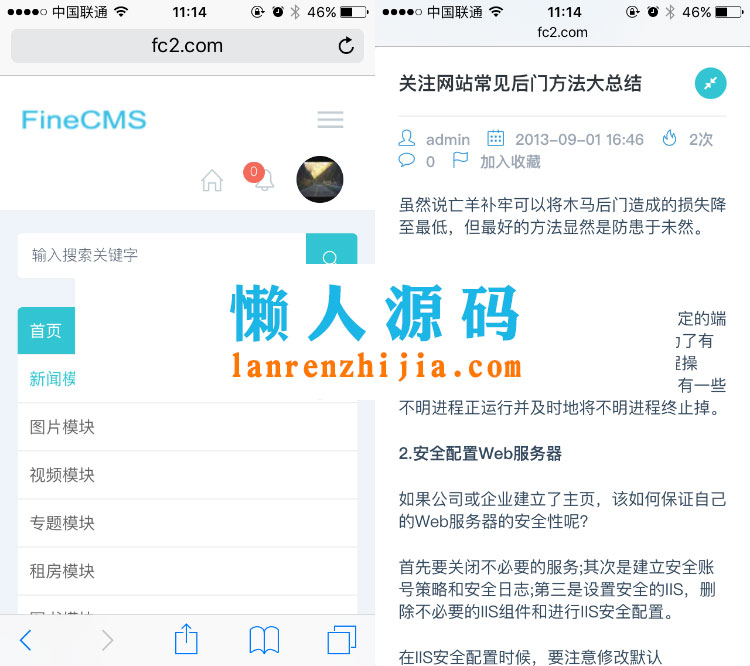 中国联通 11:14 46%
fc2.com
FineCMS
0
输入搜索关键字
首页
新闻模
图片模块
视频模块
专题模块
租房模块
中国联通 11:14 46%
fc2.com
关注网站常见后门方法大总结
admin 2013-09-01 16:46 2次
0 加入收藏
虽然说亡羊补牢可以将木马后门造成的损失降
至最低，但最好的方法显然是防患于未然。
懒人源码
lanrenzhijia.com
定的端
了有
程操
有一些
不明进程正运行并及时地将不明进程终止掉。
2.安全配置Web服务器
如果公司或企业建立了主页，该如何保证自己
的Web服务器的安全性呢?
首先要关闭不必要的服务;其次是建立安全账
号策略和安全日志;第三是设置安全的IIS，删
除不必要的IIS组件和进行IIS安全配置。
在IIS安全配置时候，要注意修改默认